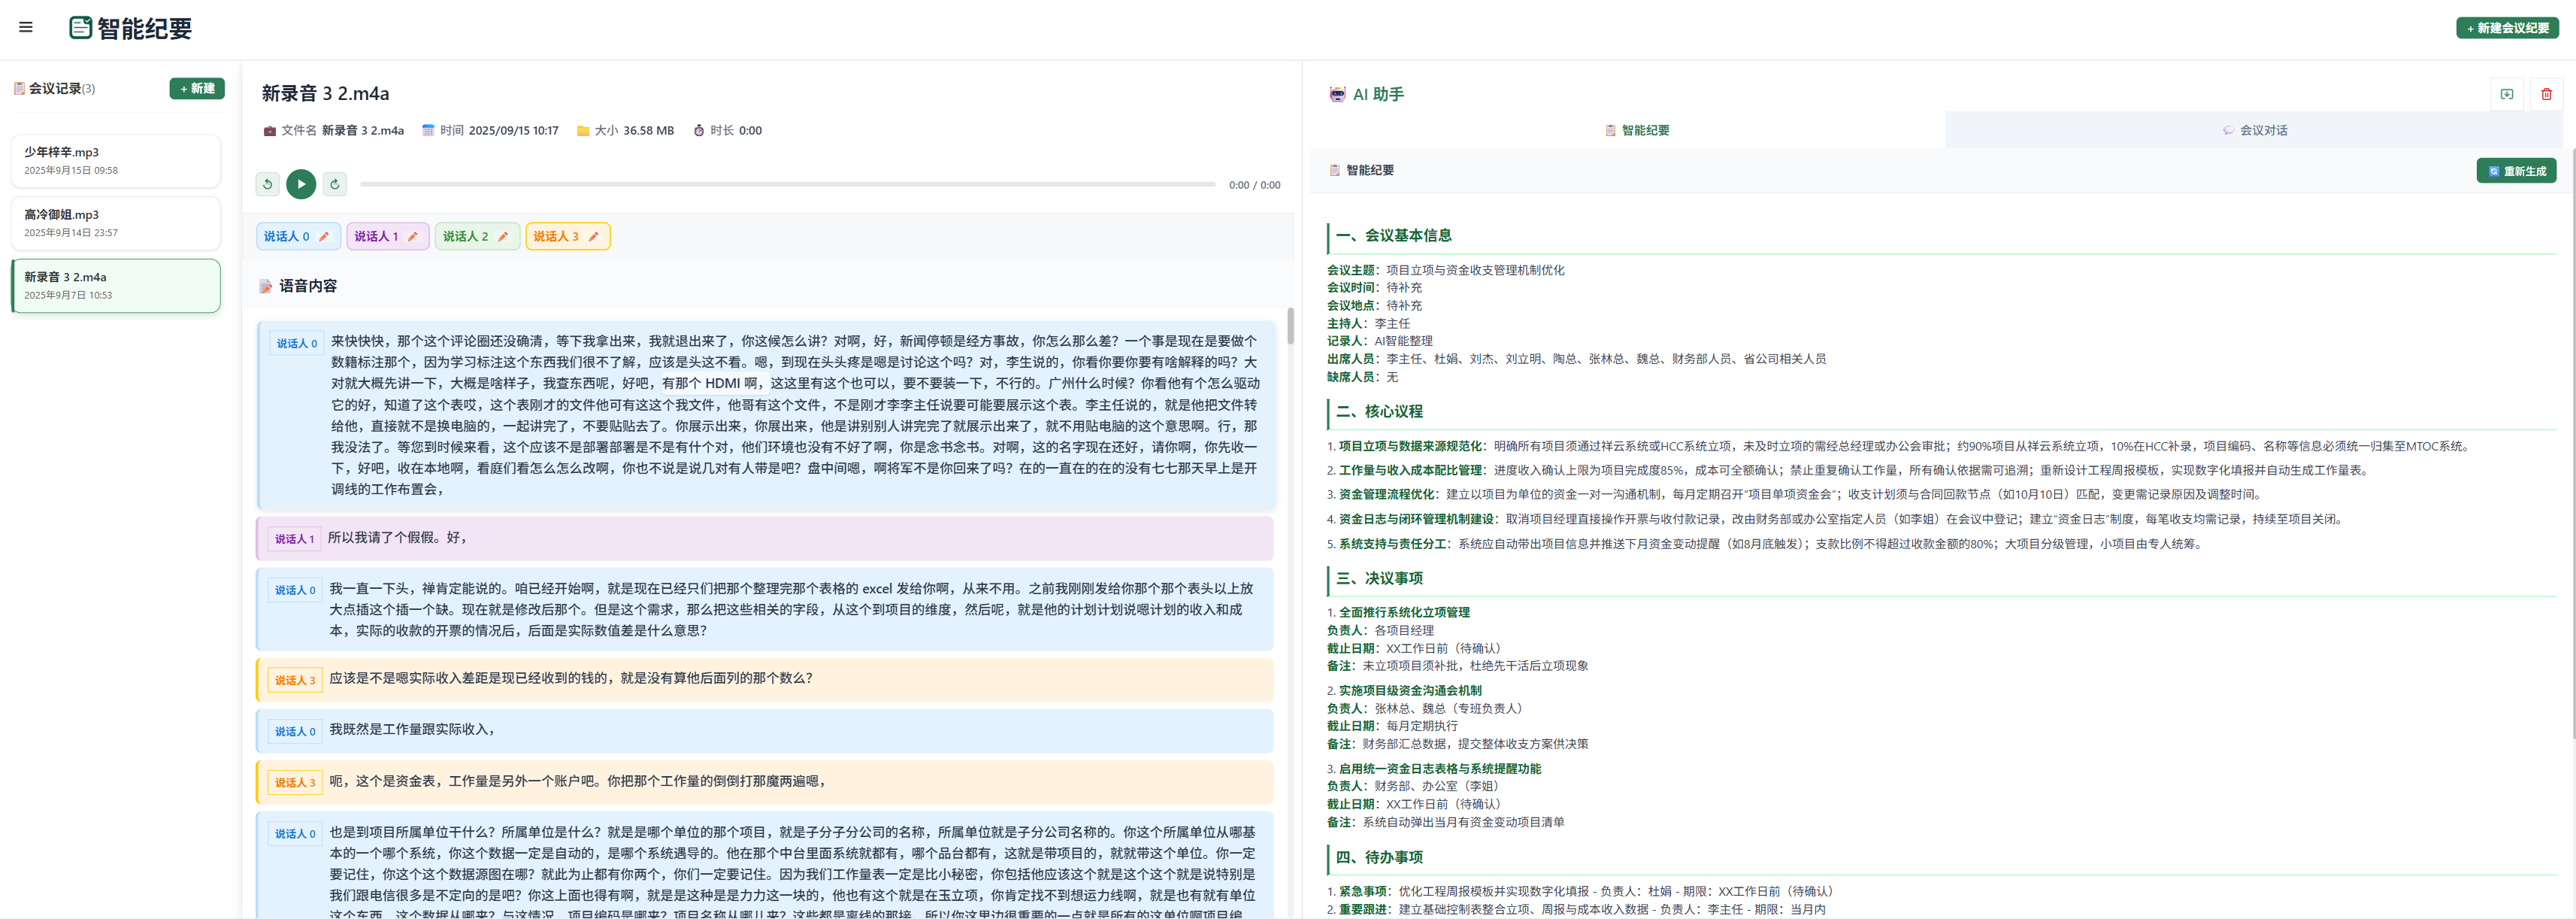 智能纪要
+ 新建会议纪要
会议记录(3)
+ 新建
少年梓辛.mp3
2025年9月15日 09:58
高冷御姐.mp3
2025年9月14日 23:57
新录音 3 2.m4a
2025年9月7日 10:53
新录音 3 2.m4a
文件名 新录音 3 2.m4a 时间 2025/09/15 10:17 大小 36.58 MB 时长 0:00
0:00 / 0:00
说话人 0 说话人 1 说话人 2 说话人 3
语音内容
说话人 0
来快快快，那个这个评论圈还没确清，等下我拿出来，我就退出来了，你这候怎么讲？对啊，好，新闻停顿是经方事故，你怎么那么差？一个事是现在是要做个
数籍标注那个，因为学习标注这个东西我们很不了解，应该是头这不看。嗯，到现在头头疼是嗯是讨论这个吗？对，李生说的，你看你要你要有啥解释的吗？大
对就大概先讲一下，大概是啥样子，我查东西呢，好吧，有那个 HDMI 啊，这这里有这个也可以，要不要装一下，不行的。广州什么时候？你看他有个怎么驱动
它的好，知道了这个表哎，这个表刚才的文件他可有这这个我文件，他哥有这个文件，不是刚才李李主任说要可能要展示这个表。李主任说的，就是他把文件转
给他，直接就不是换电脑的，一起讲完了，不要贴贴去了。你展示出来，你展出来，他是讲别别人讲完完了就展示出来了，就不用贴电脑的这个意思啊。行，那
我没法了。等您到时候来看，这个应该不是部署部署是不是有什个对，他们环境也没有不好了啊，你是念书念书。对啊，这的名字现在还好，请你啊，你先收一
下，好吧，收在本地啊，看庭们看怎么怎么改啊，你也不说是说几对有人带是吧？盘中间嗯，啊将军不是你回来了吗？在的一直在的在的没有七七那天早上是开
调线的工作布置会，
说话人 1
所以我请了个假假。好，
说话人 0
我一直一下头，禅肯定能说的。咱已经开始啊，就是现在已经只们把那个整理完那个表格的 excel 发给你啊，从来不用。之前我刚刚发给你那个那个表头以上放
大点插这个插一个缺。现在就是修改后那个。但是这个需求，那么把这些相关的字段，从这个到项目的维度，然后呢，就是他的计划计划说嗯计划的收入和成
本，实际的收款的开票的情况后，后面是实际数值差是什么意思？
说话人 3
应该是不是嗯实际收入差距是现已经收到的钱的，就是没有算他后面列的那个数么？
说话人 0
我既然是工作量跟实际收入，
说话人 3
呃，这个是资金表，工作量是另外一个账户吧。你把那个工作量的倒倒打那魔两遍嗯，
说话人 0
也是到项目所属单位干什么？所属单位是什么？就是是哪个单位的那个项目，就是子分子分公司的名称，所属单位就是子分公司名称的。你这个所属单位从哪基
本的一个哪个系统，你这个数据一定是自动的，是哪个系统遇导的。他在那个中台里面系统就都有，哪个品台都有，这就是带项目的，就就带这个单位。你一定
要记住，你这个这个数据源图在哪？就此为止都有你两个，你们一定要记住。因为我们工作量表一定是比小秘密，你包括他应该这个就是这个这个就是说特别是
我们跟电信很多是不定向的是吧？你这上面也得有啊，就是是这种是是力力这一块的，他也有这个就是在玉立项，你肯定找不到想运力线啊，就是也有就有单位
这个东西，这个数据从哪来？与这情况，项目编码是哪来？项目名称从哪儿来？这些都是离线的那接，所以你这里边很重要的一点就是所有的这单位啊项目编
AI 助手
智能纪要
会议对话
智能纪要
重新生成
一、会议基本信息
会议主题：项目立项与资金收支管理机制优化
会议时间：待补充
会议地点：待补充
主持人：李主任
记录人：AI智能整理
出席人员：李主任、杜娟、刘杰、刘立明、陶总、张林总、魏总、财务部人员、省公司相关人员
缺席人员：无
二、核心议程
1. 项目立项与数据来源规范化：明确所有项目须通过祥云系统或HCC系统立项，未及时立项的需经总经理或办公会审批；约90%项目从祥云系统立项，10%在HCC补录，项目编码、名称等信息必须统一归集至MTOC系统。
2. 工作量与收入成本配比管理：进度收入确认上限为项目完成度85%，成本可全额确认；禁止重复确认工作量，所有确认依据需可追溯；重新设计工程周报模板，实现数字化填报并自动生成工作量表。
3. 资金管理流程优化：建立以项目为单位的资金一对一沟通机制，每月定期召开“项目单项资金会”；收支计划须与合同回款节点（如10月10日）匹配，变更需记录原因及调整时间。
4. 资金日志与闭环管理机制建设：取消项目经理直接操作开票与收付款记录，改由财务部或办公室指定人员（如李姐）在会议中登记；建立“资金日志”制度，每笔收支均需记录，持续至项目关闭。
5. 系统支持与责任分工：系统应自动带出项目信息并推送下月资金变动提醒（如8月底触发）；支款比例不得超过收款金额的80%；大项目分级管理，小项目由专人统筹。
三、决议事项
1. 全面推行系统化立项管理
负责人：各项目经理
截止日期：XX工作日前（待确认）
备注：未立项项目须补批，杜绝先干活后立项现象
2. 实施项目级资金沟通会机制
负责人：张林总、魏总（专班负责人）
截止日期：每月定期执行
备注：财务部汇总数据，提交整体收支方案供决策
3. 启用统一资金日志表格与系统提醒功能
负责人：财务部、办公室（李姐）
截止日期：XX工作日前（待确认）
备注：系统自动弹出当月有资金变动项目清单
四、待办事项
1. 紧急事项：优化工程周报模板并实现数字化填报 - 负责人：杜娟 - 期限：XX工作日前（待确认）
2. 重要跟进：建立基础控制表整合立项、周报与成本收入数据 - 负责人：李主任 - 期限：当月内